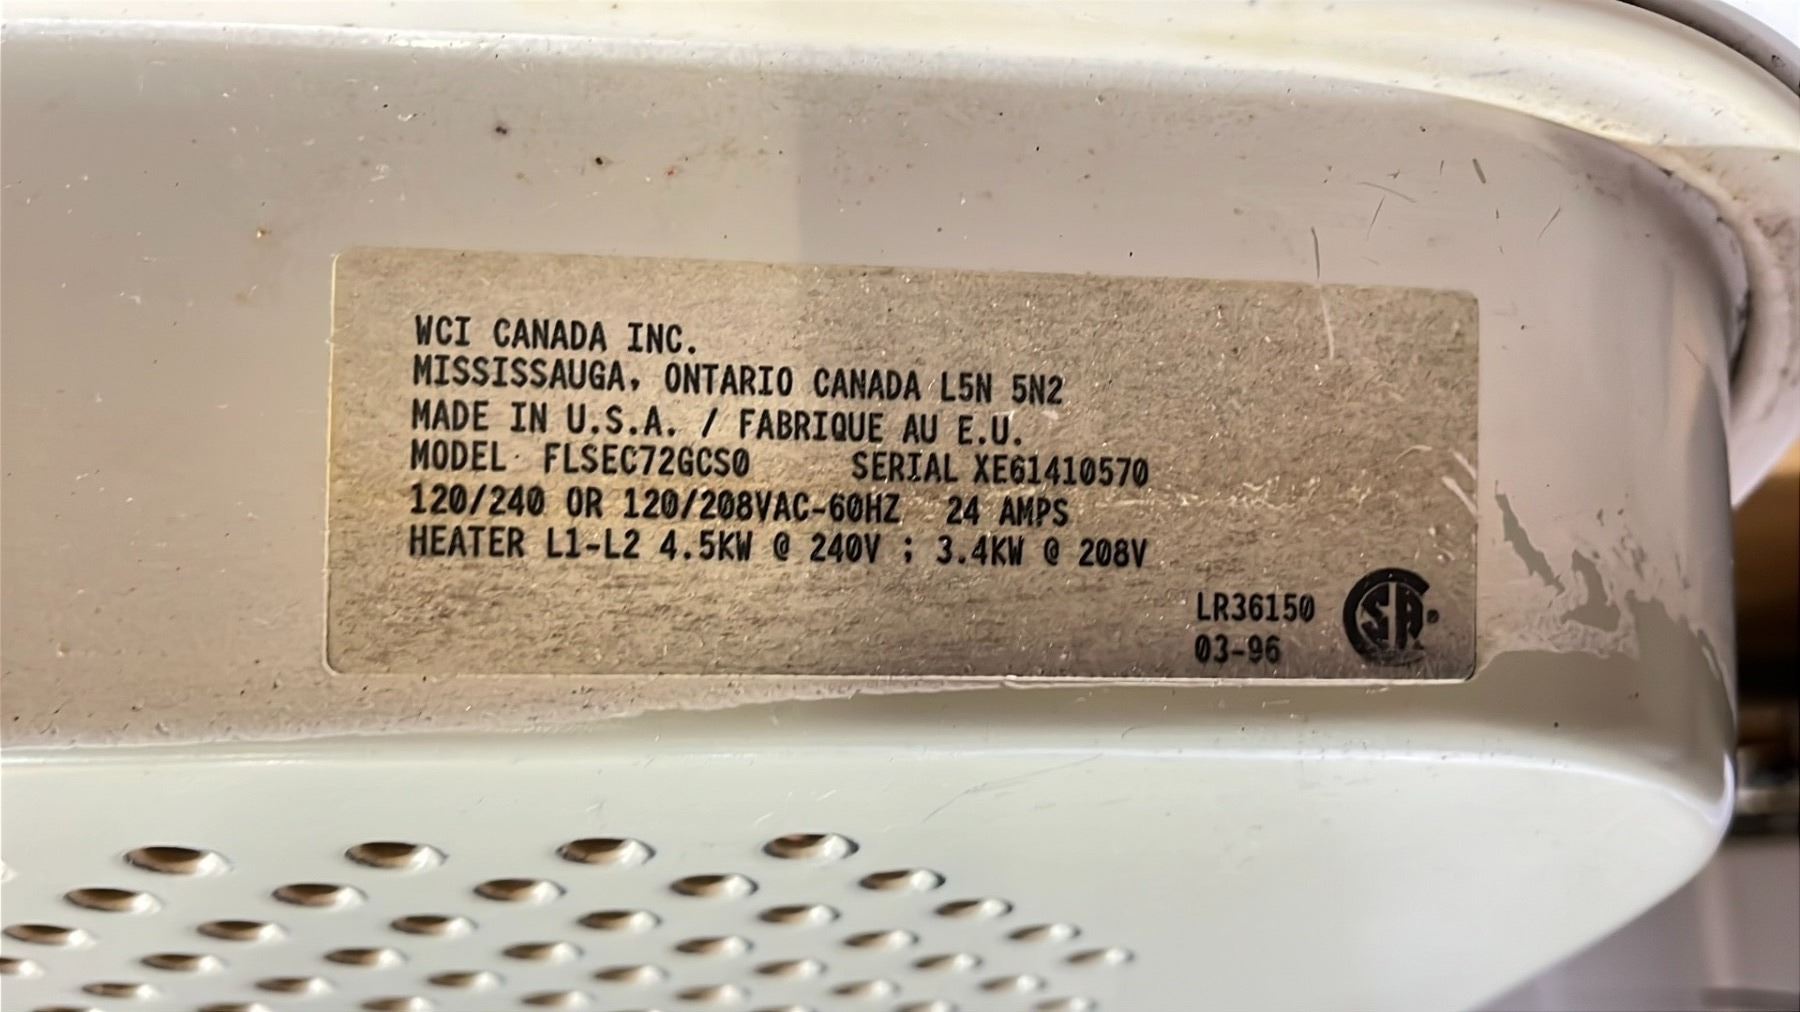 WCI CANADA INC.
MISSISSAUGA, ONTARIO CANADA L5N 5N2
MADE IN U.S.A. / FABRIQUE AU E.U.
MODEL FLSEC72GCS0 SERIAL XE61410570
120/240 OR 120/208VAC-60HZ 24 AMPS
HEATER L1-L2 4.5KW @ 240V ; 3.4KW @ 208V
LR36150
03-96
SA®